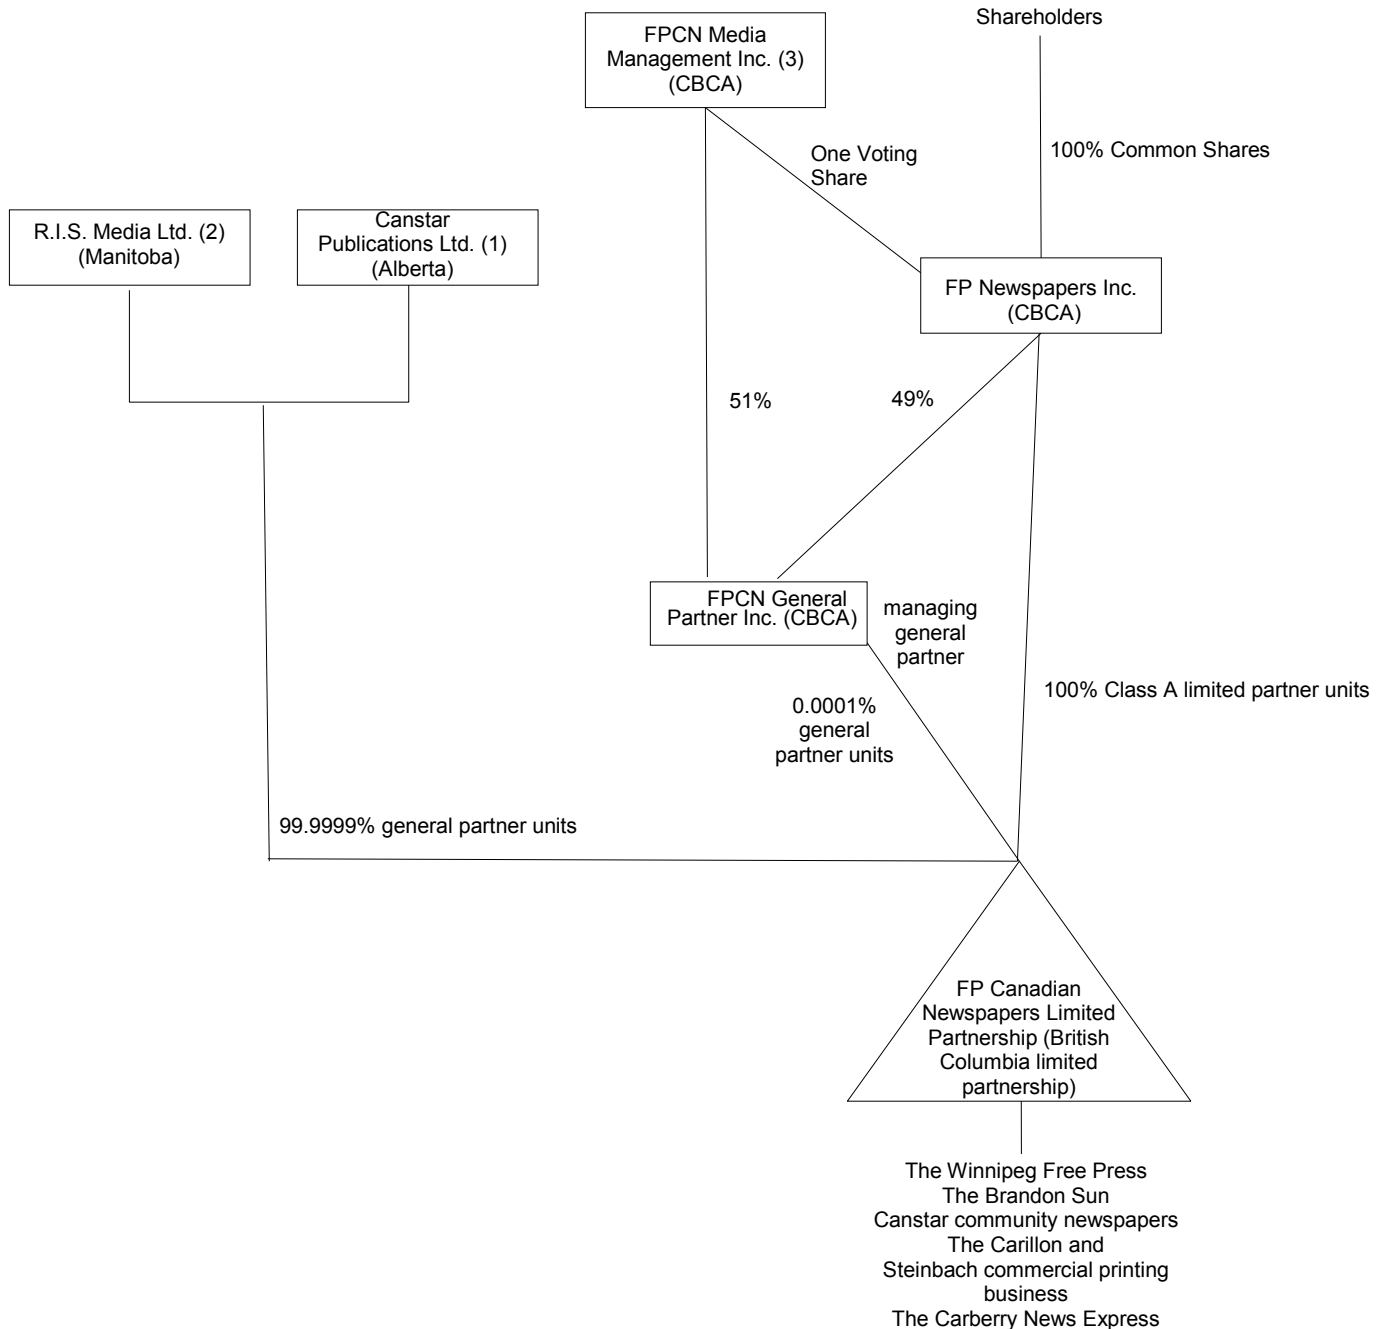 Shareholders
FPCN Media
Management Inc. (3)
(CBCA)
One Voting
Share
100% Common Shares
R.I.S. Media Ltd. (2)
(Manitoba)
Canstar
Publications Ltd. (1)
(Alberta)
FP Newspapers Inc.
(CBCA)
51%
49%
FPCN General
Partner Inc. (CBCA)
managing
general
partner
0.0001%
general
partner units
100% Class A limited partner units
99.9999% general partner units
FP Canadian
Newspapers Limited
Partnership (British
Columbia limited
partnership)
The Winnipeg Free Press
The Brandon Sun
Canstar community newspapers
The Carillon and
Steinbach commercial printing
business
The Carberry News Express